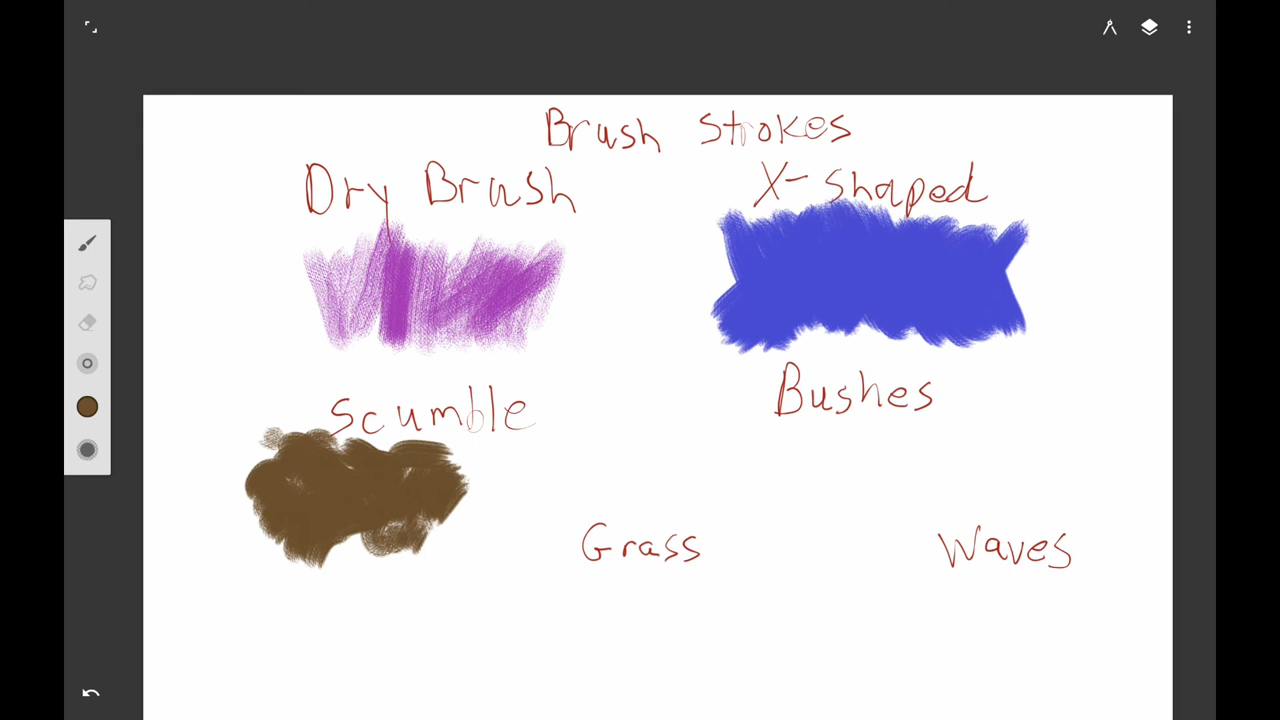 Brush Strokes
Dry Brush
X-shaped
Scumble
Bushes
Grass
Waves